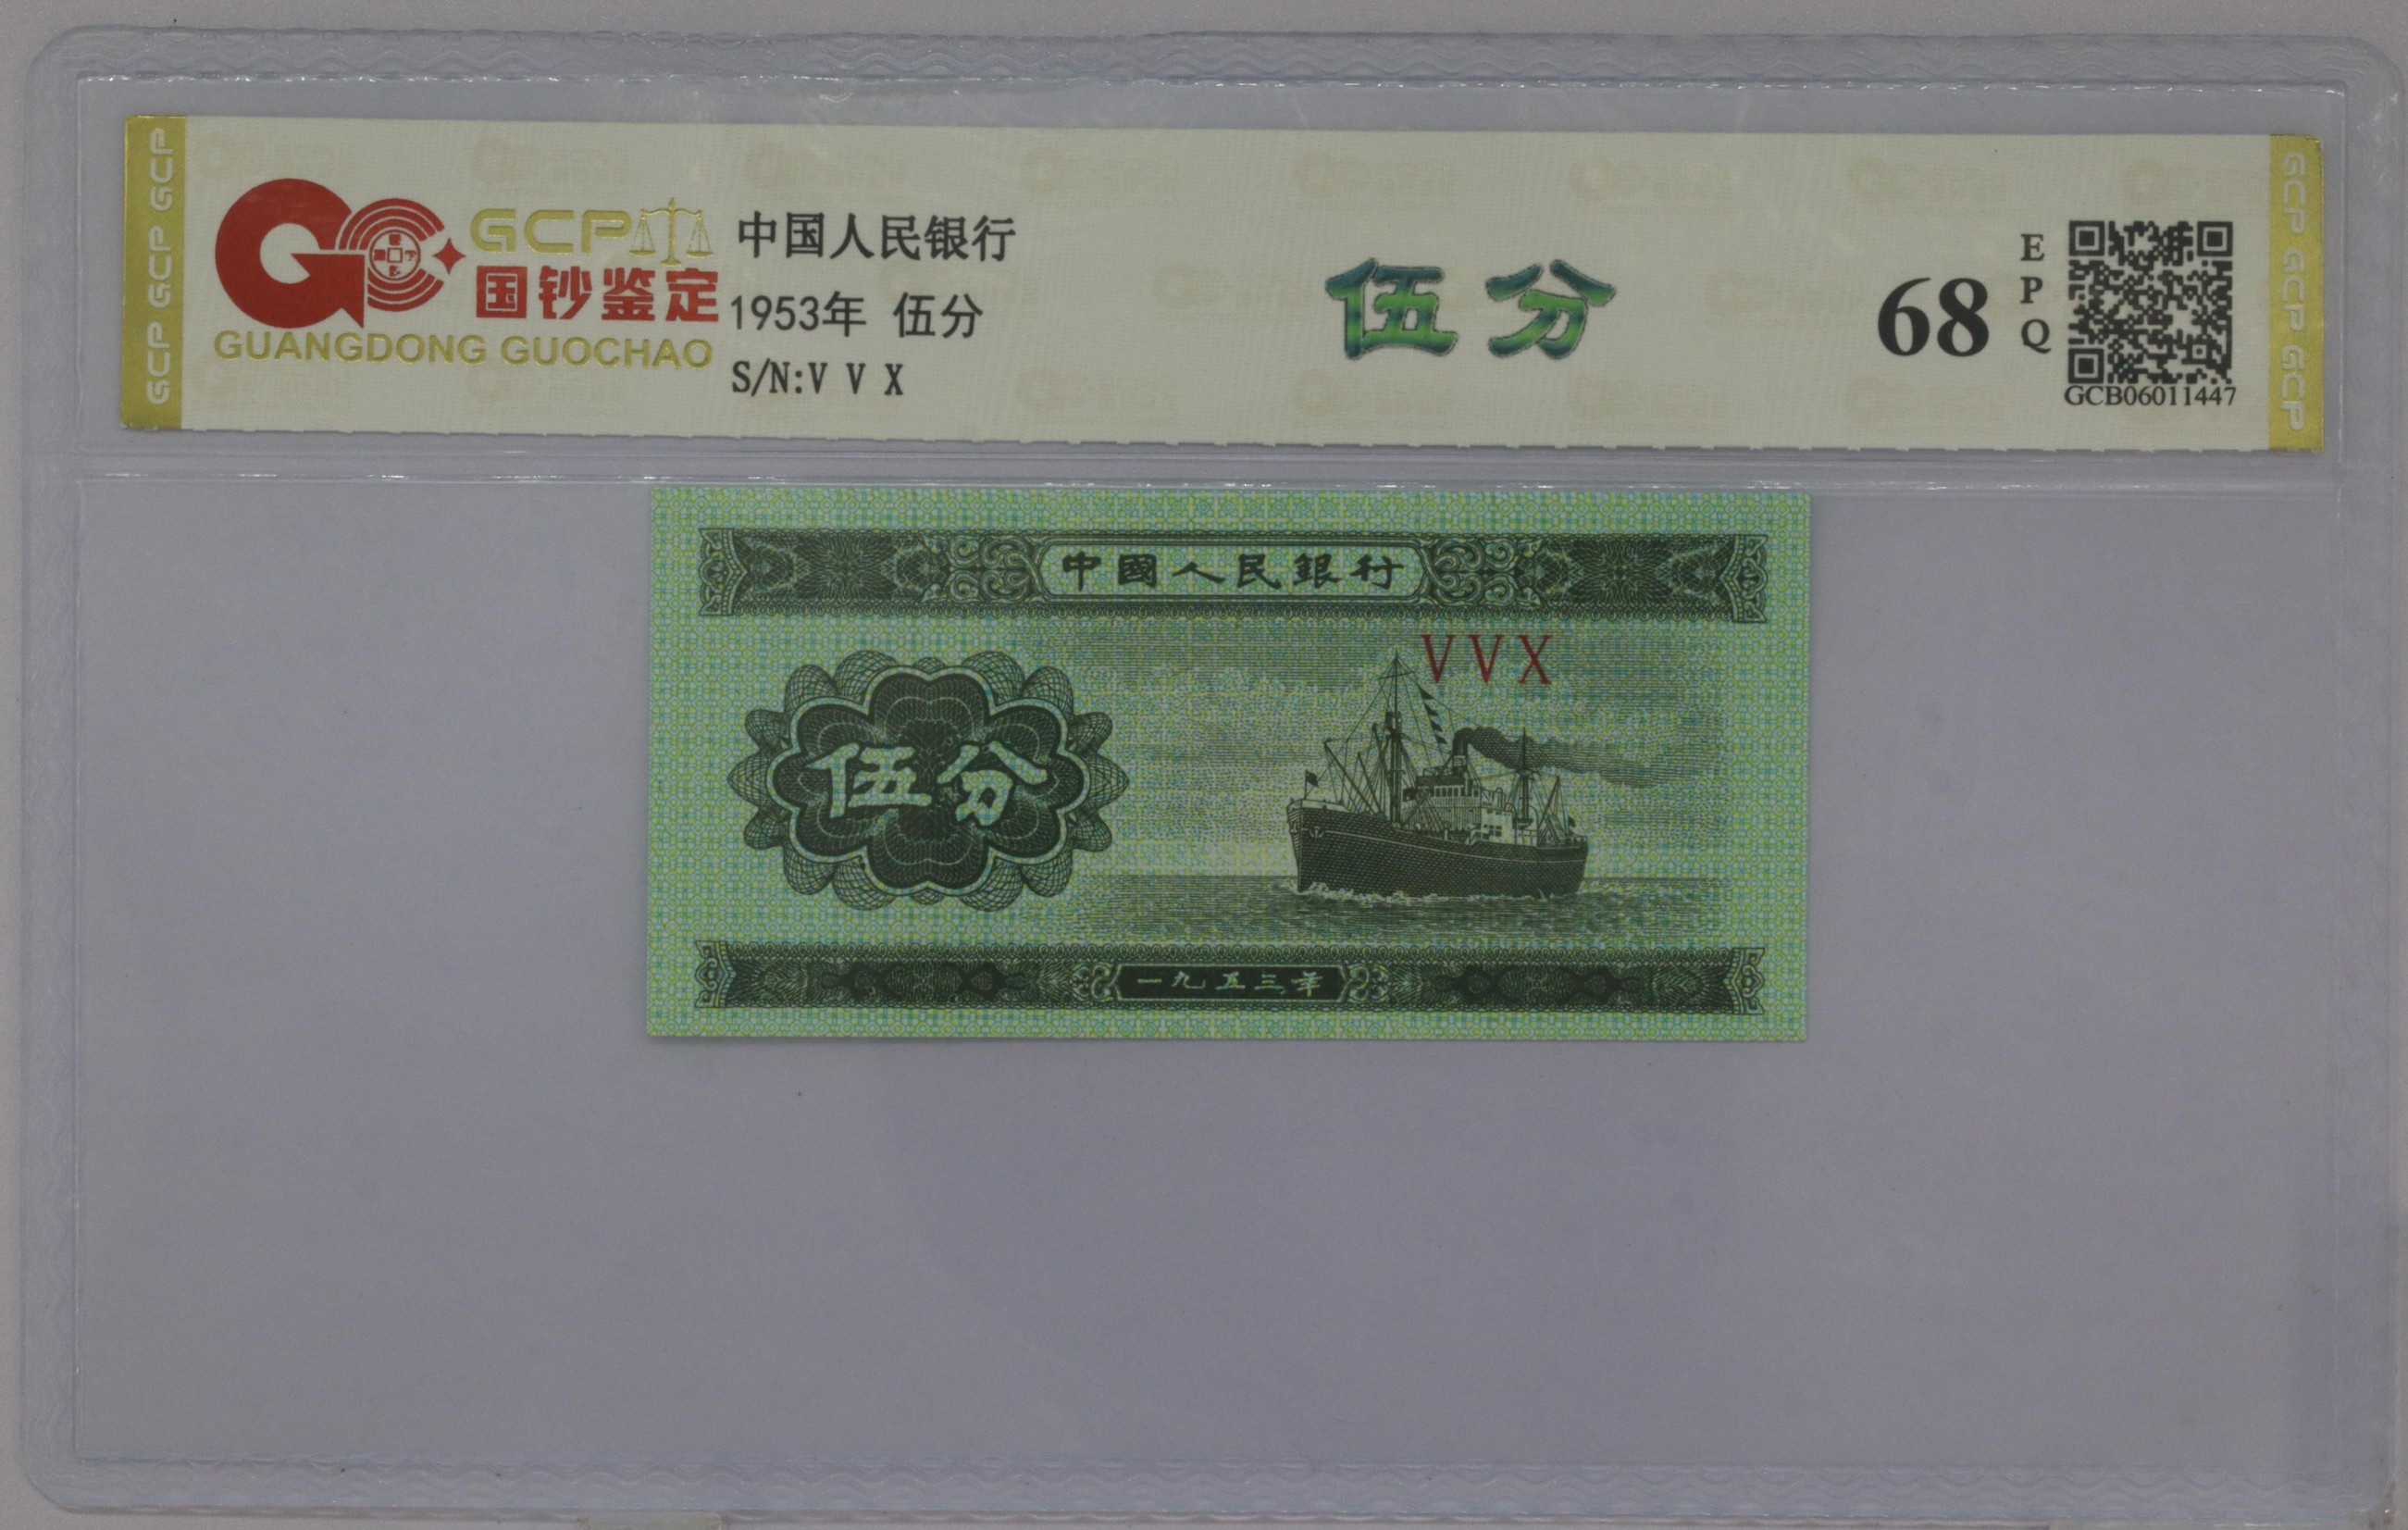 GCP GCP GCP
GCP
国钞鉴定
GUANGDONG GUOCHAO
中国人民银行
1953年 伍分
S/N:V V X
伍分
68
EPQ
GCB06011447
GCP GCP GCP
中國人民銀行
VVX
伍分
一九五三年